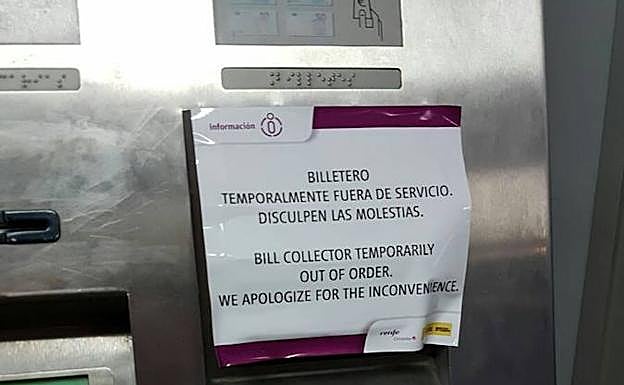 información
BILLETERO
TEMPORALMENTE FUERA DE SERVICIO.
DISCULPEN LAS MOLESTIAS.
BILL COLLECTOR TEMPORARILY
OUT OF ORDER.
WE APOLOGIZE FOR THE INCONVENIENCE.
renfe
Cercanías